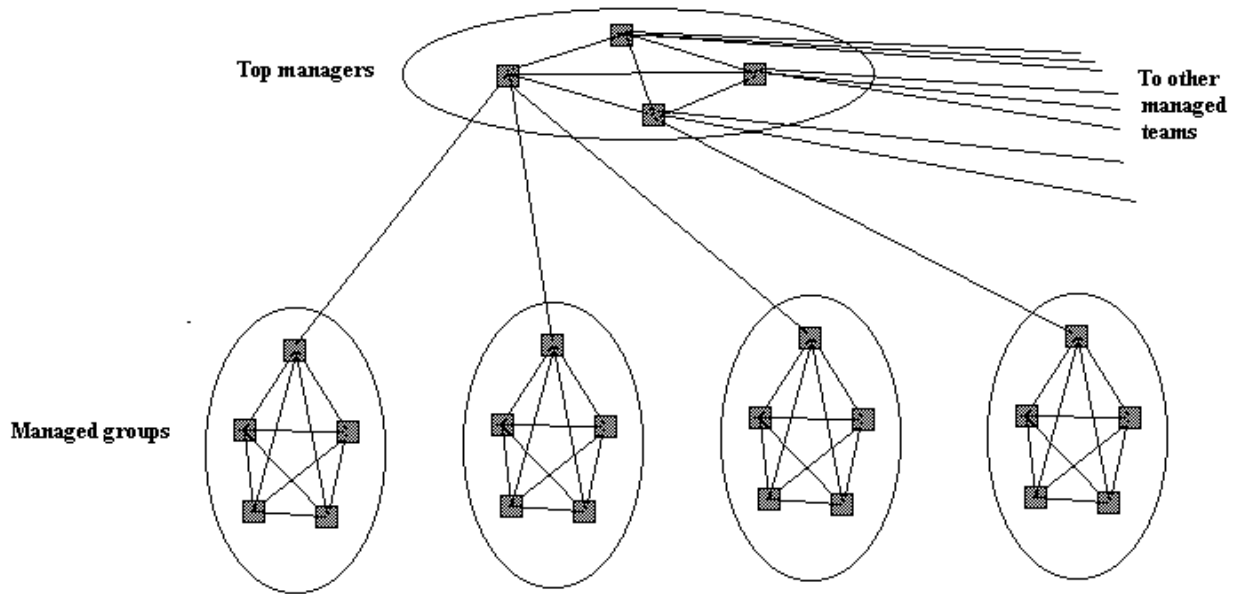 Top managers
To other
managed
teams
Managed groups